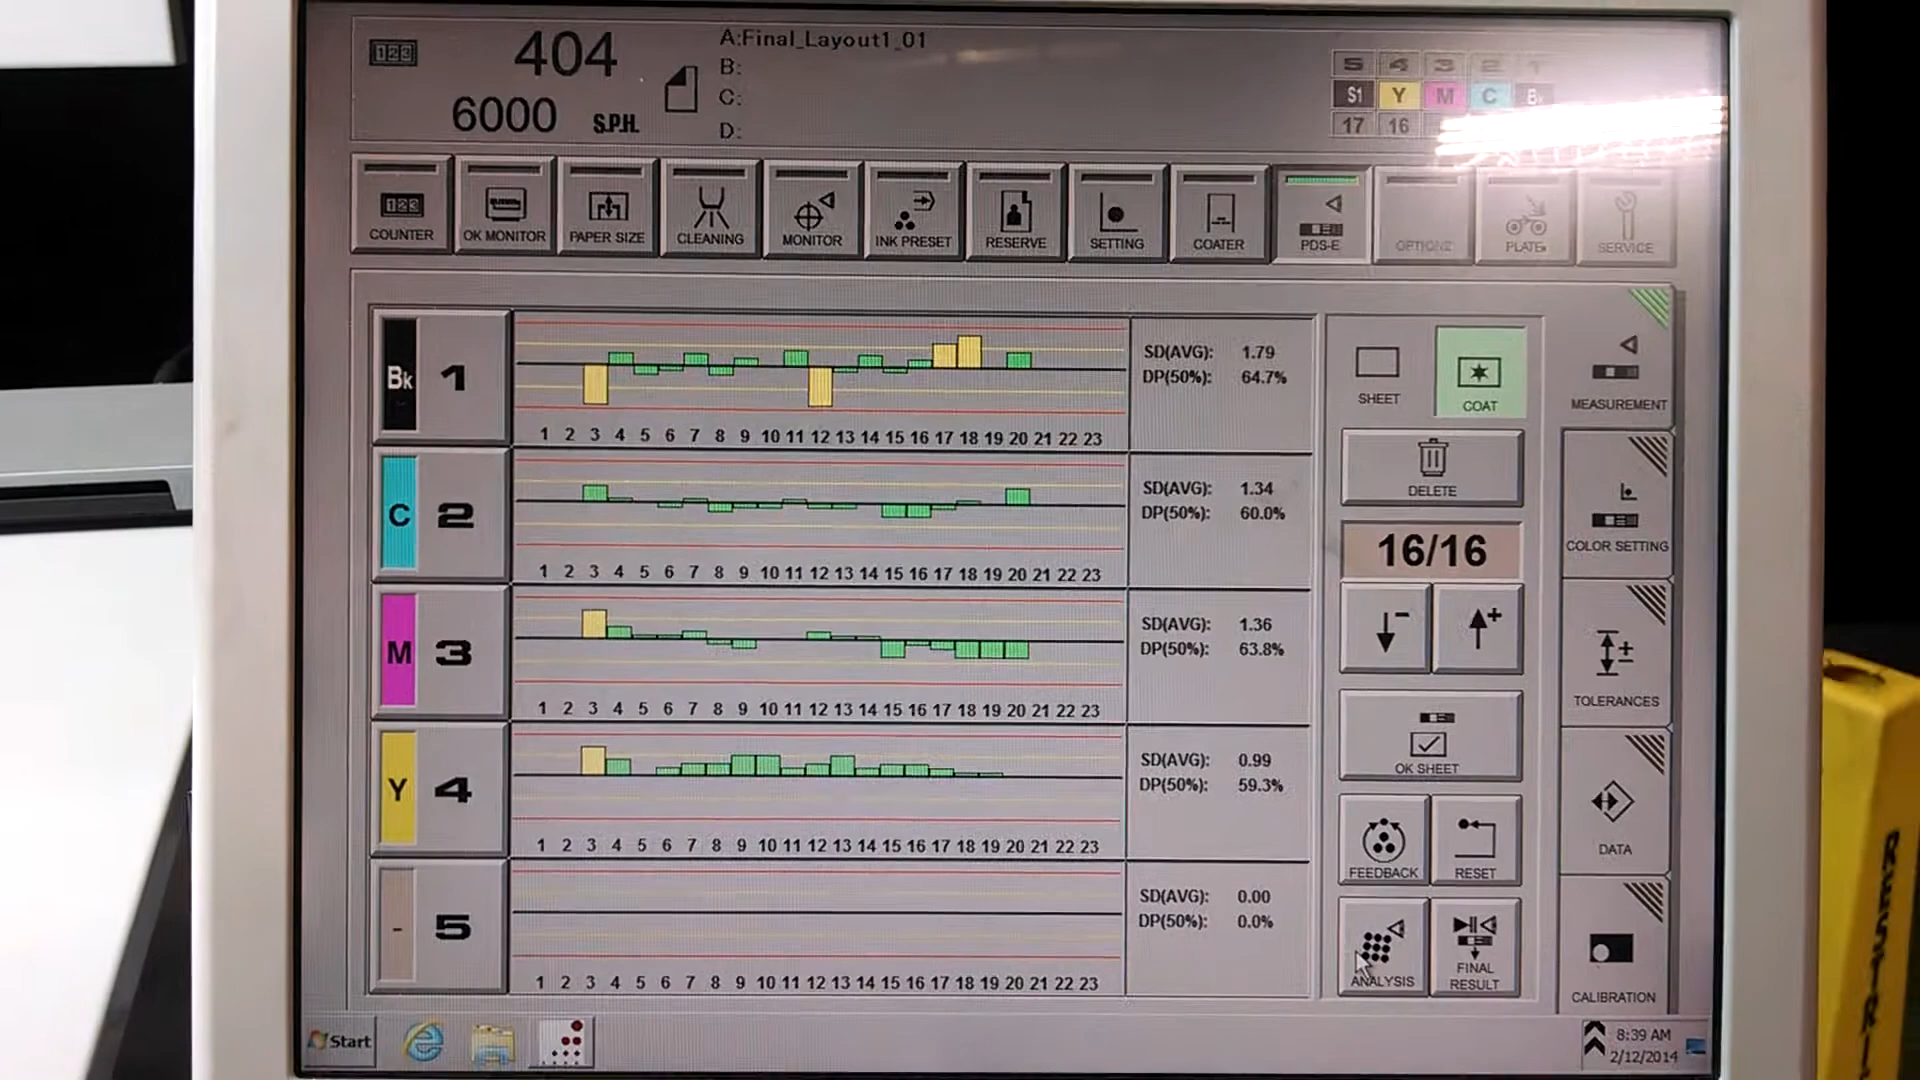 123
404
6000 S.P.H.
A:Final_Layout1_01
B:
C:
D:
5 4 3 2 1
S1 Y M C Bk
17 16
123
COUNTER
OK MONITOR
PAPER SIZE
CLEANING
MONITOR
INK PRESET
RESERVE
SETTING
COATER
PDS-E
OPTION2
PLATE
SERVICE
Bk 1
1 2 3 4 5 6 7 8 9 10 11 12 13 14 15 16 17 18 19 20 21 22 23
SD(AVG): 1.79
DP(50%): 64.7%
C 2
1 2 3 4 5 6 7 8 9 10 11 12 13 14 15 16 17 18 19 20 21 22 23
SD(AVG): 1.34
DP(50%): 60.0%
M 3
1 2 3 4 5 6 7 8 9 10 11 12 13 14 15 16 17 18 19 20 21 22 23
SD(AVG): 1.36
DP(50%): 63.8%
Y 4
1 2 3 4 5 6 7 8 9 10 11 12 13 14 15 16 17 18 19 20 21 22 23
SD(AVG): 0.99
DP(50%): 59.3%
- 5
1 2 3 4 5 6 7 8 9 10 11 12 13 14 15 16 17 18 19 20 21 22 23
SD(AVG): 0.00
DP(50%): 0.0%
SHEET
COAT
DELETE
16/16
OK SHEET
FEEDBACK
RESET
ANALYSIS
FINAL
RESULT
MEASUREMENT
COLOR SETTING
TOLERANCES
DATA
CALIBRATION
Start
8:39 AM
2/12/2014